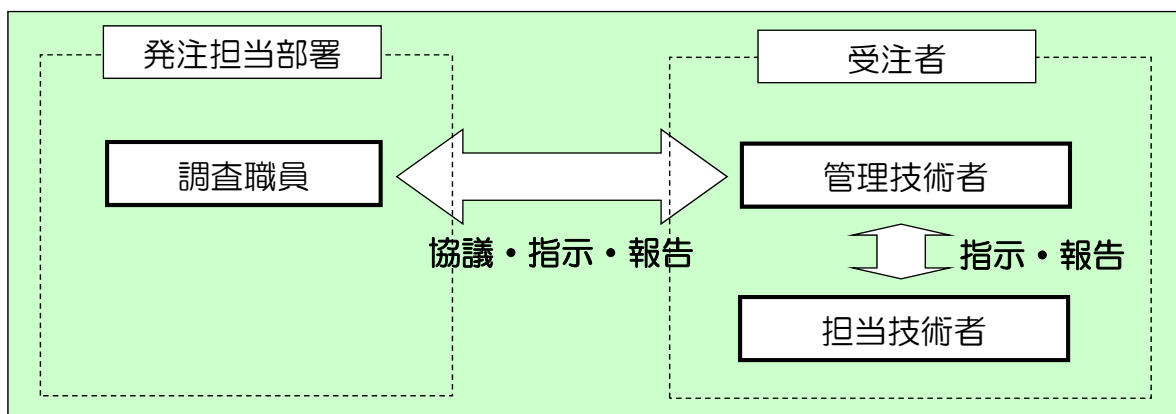 発注担当部署
受注者
調査職員
管理技術者
協議・指示・報告
指示・報告
担当技術者